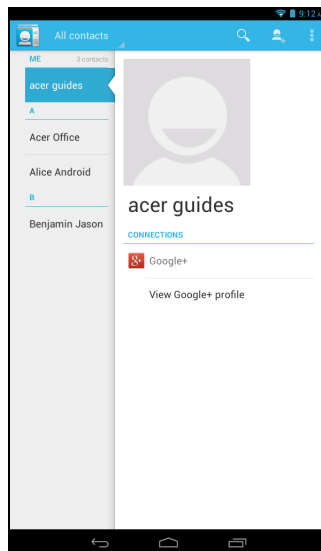 9:12 A
All contacts
ME 3 contacts
acer guides
A
Acer Office
Alice Android
B
Benjamin Jason
acer guides
CONNECTIONS
8+ Google+
View Google+ profile